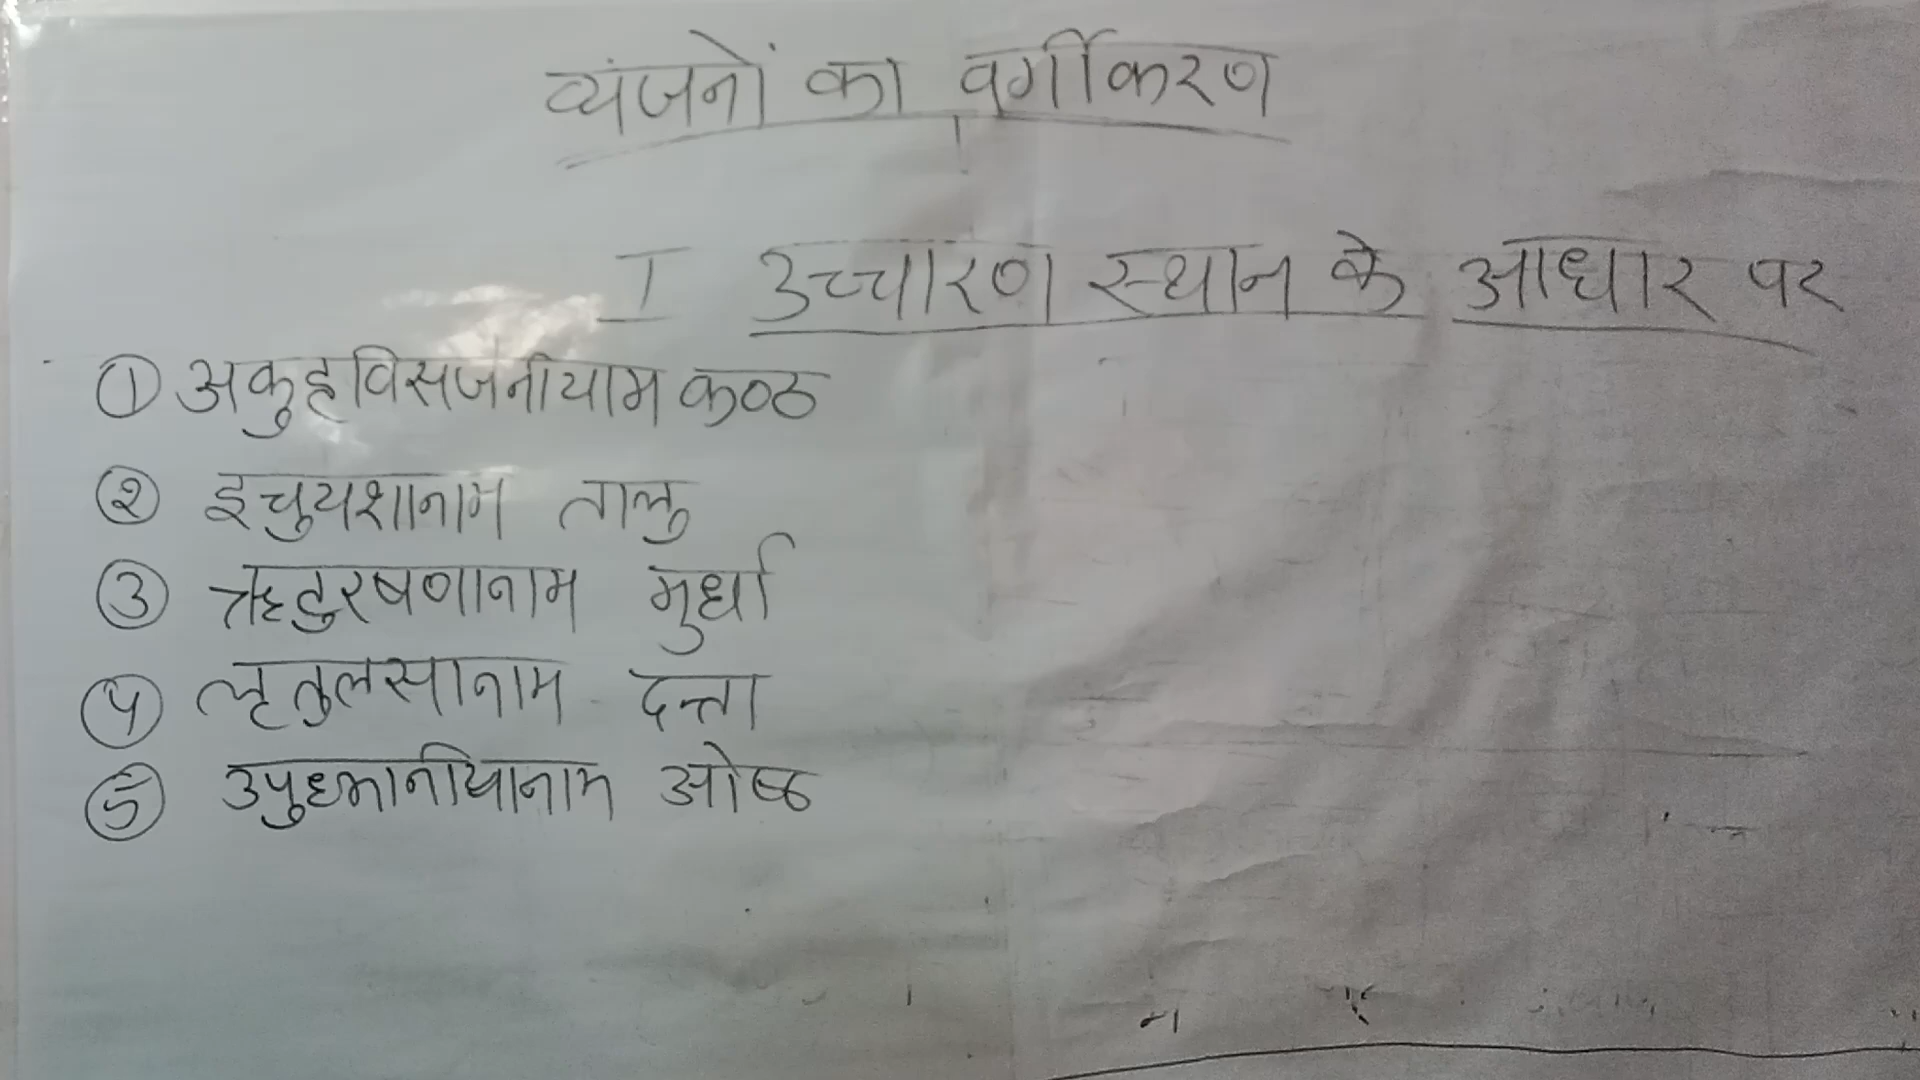 व्यंजनों का वर्गीकरण
I उच्चारण स्थान के आधार पर
① अकुहविसर्जनीयाम कण्ठ
② इचुयशानाम तालु
③ ऋटुरषणानाम मुर्धा
④ लृतुलसानाम दन्ता
⑤ उपुध्मानीयानाम ओष्ठ